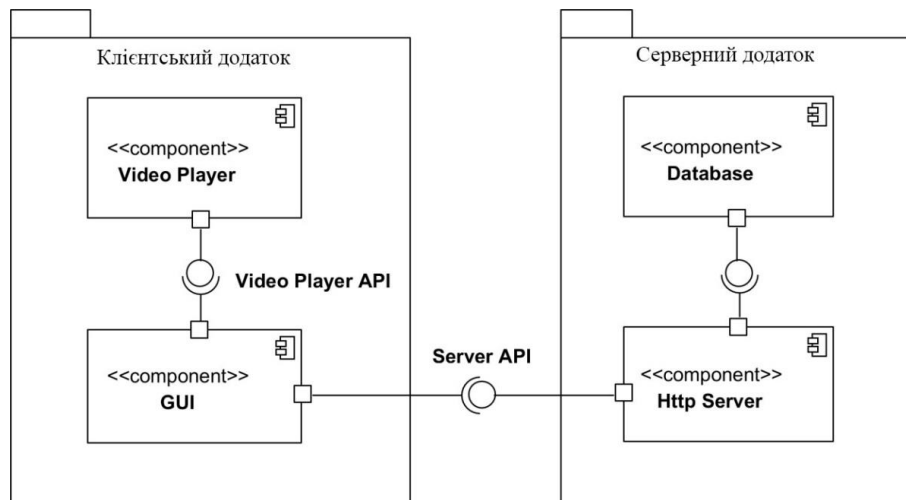 Клієнтський додаток
<<component>>
Video Player
Video Player API
<<component>>
GUI
Server API
Серверний додаток
<<component>>
Database
<<component>>
Http Server